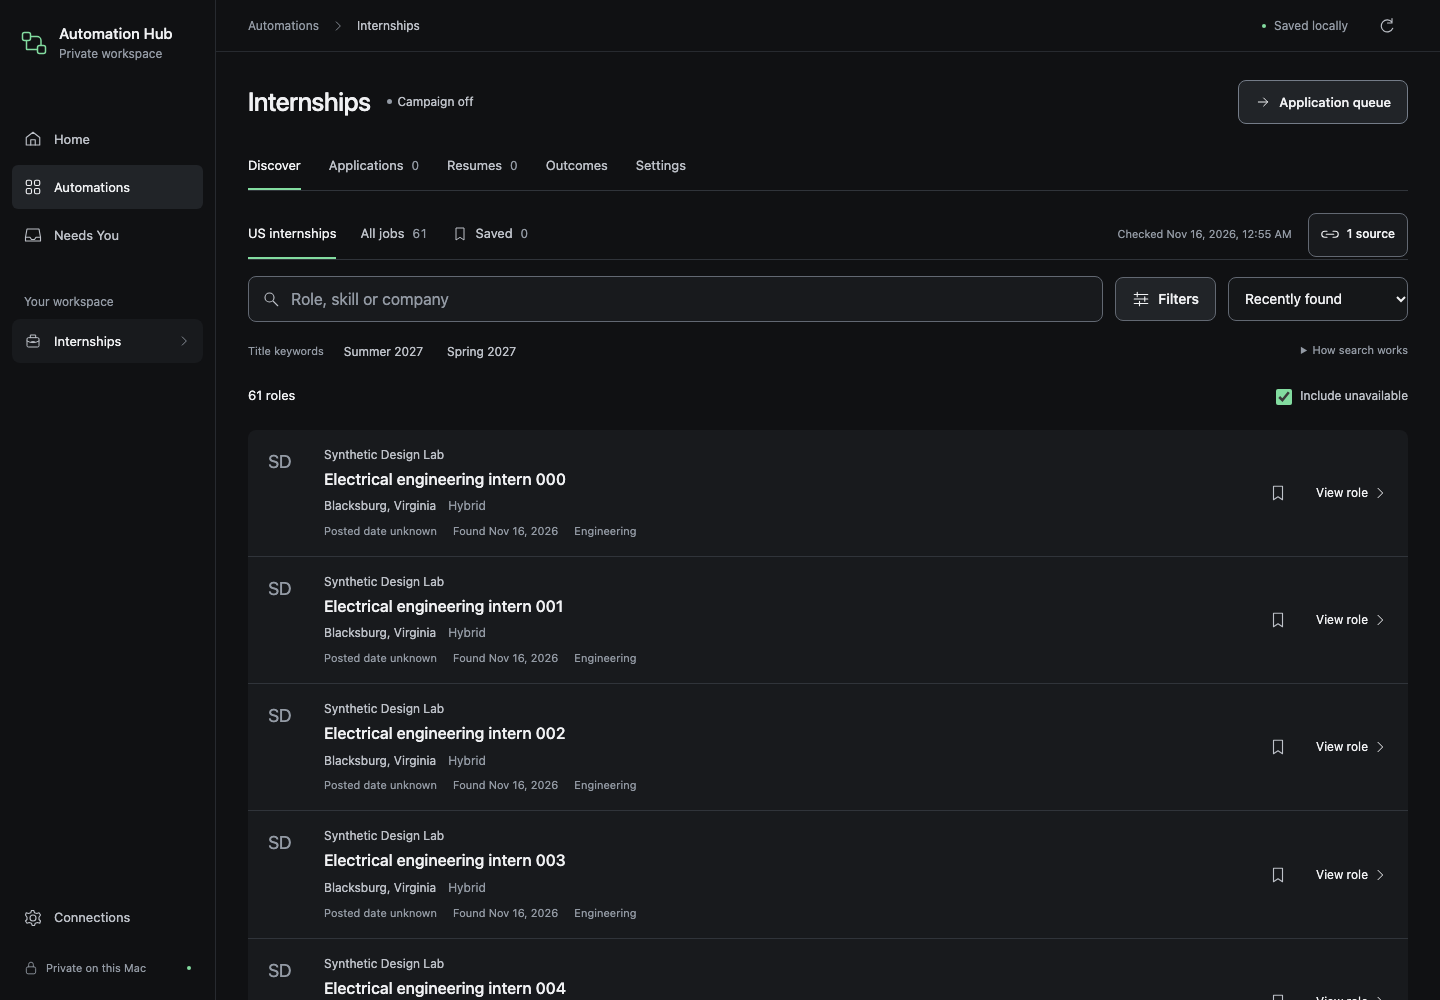 Automation Hub
Private workspace
Home
Automations
Needs You
Your workspace
Internships
Connections
Private on this Mac
Automations Internships
Saved locally
Internships Campaign off
Application queue
Discover Applications 0 Resumes 0 Outcomes Settings
US internships All jobs 61 Saved 0
Checked Nov 16, 2026, 12:55 AM
1 source
Role, skill or company
Filters
Recently found
Title keywords Summer 2027 Spring 2027
How search works
61 roles
Include unavailable
SD
Synthetic Design Lab
Electrical engineering intern 000
Blacksburg, Virginia Hybrid
Posted date unknown Found Nov 16, 2026 Engineering
View role
SD
Synthetic Design Lab
Electrical engineering intern 001
Blacksburg, Virginia Hybrid
Posted date unknown Found Nov 16, 2026 Engineering
View role
SD
Synthetic Design Lab
Electrical engineering intern 002
Blacksburg, Virginia Hybrid
Posted date unknown Found Nov 16, 2026 Engineering
View role
SD
Synthetic Design Lab
Electrical engineering intern 003
Blacksburg, Virginia Hybrid
Posted date unknown Found Nov 16, 2026 Engineering
View role
SD
Synthetic Design Lab
Electrical engineering intern 004
View role